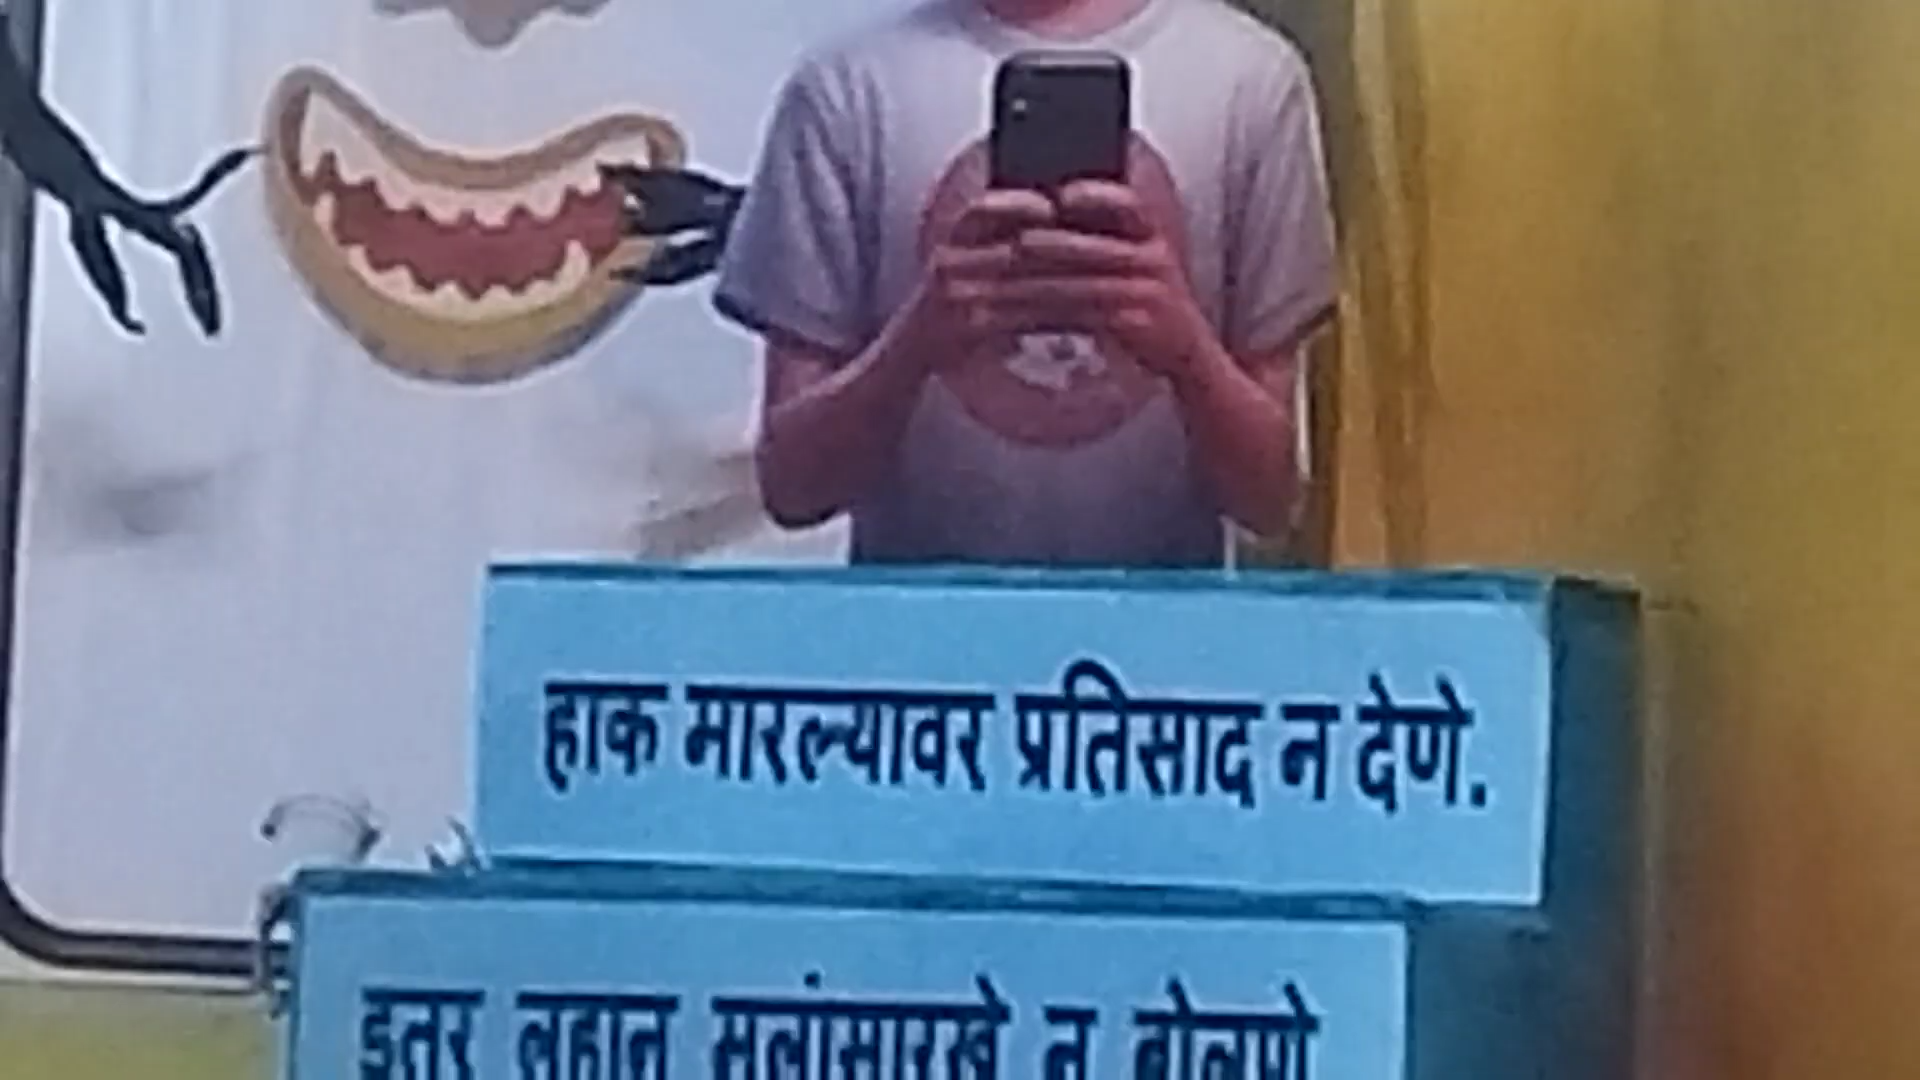 हाक मारल्यावर प्रतिसाद न देणे.
इतर लहान मुलांसारखे न बोलणे